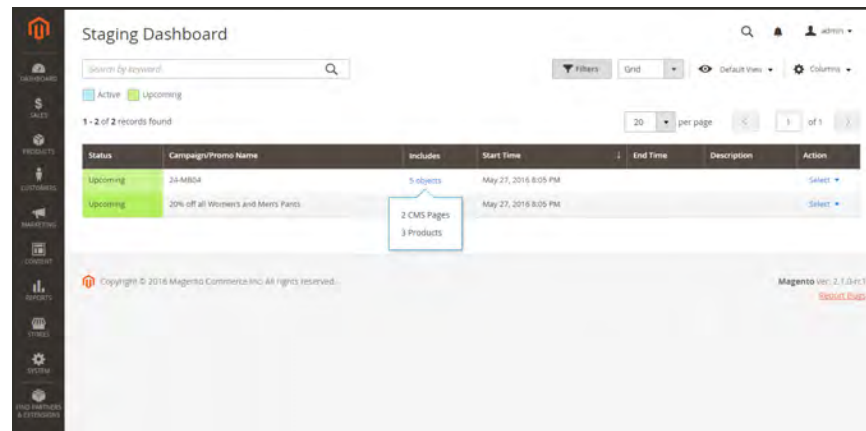 Staging Dashboard
admin
Search by keyword
Filters
Grid
Default View
Columns
Active
Upcoming
1 - 2 of 2 records found
20
per page
1
of 1
Status
Campaign/Promo Name
Includes
Start Time
End Time
Description
Action
Upcoming
24-MB04
5 objects
May 27, 2016 8:05 PM
Select
Upcoming
20% off all Women's and Men's Pants
May 27, 2016 8:05 PM
Select
2 CMS Pages
3 Products
DASHBOARD
SALES
PRODUCTS
CUSTOMERS
MARKETING
CONTENT
REPORTS
STORES
SYSTEM
FIND PARTNERS
& EXTENSIONS
Copyright © 2016 Magento Commerce Inc. All rights reserved.
Magento ver. 2.1.0-rc1
Report Bugs